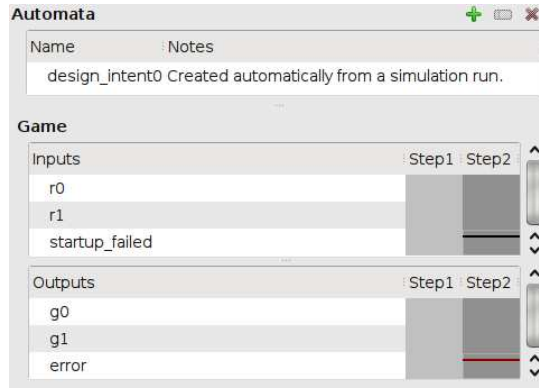 Automata
Name Notes
design_intent0 Created automatically from a simulation run.
Game
Inputs Step1 Step2
r0
r1
startup_failed
Outputs Step1 Step2
g0
g1
error